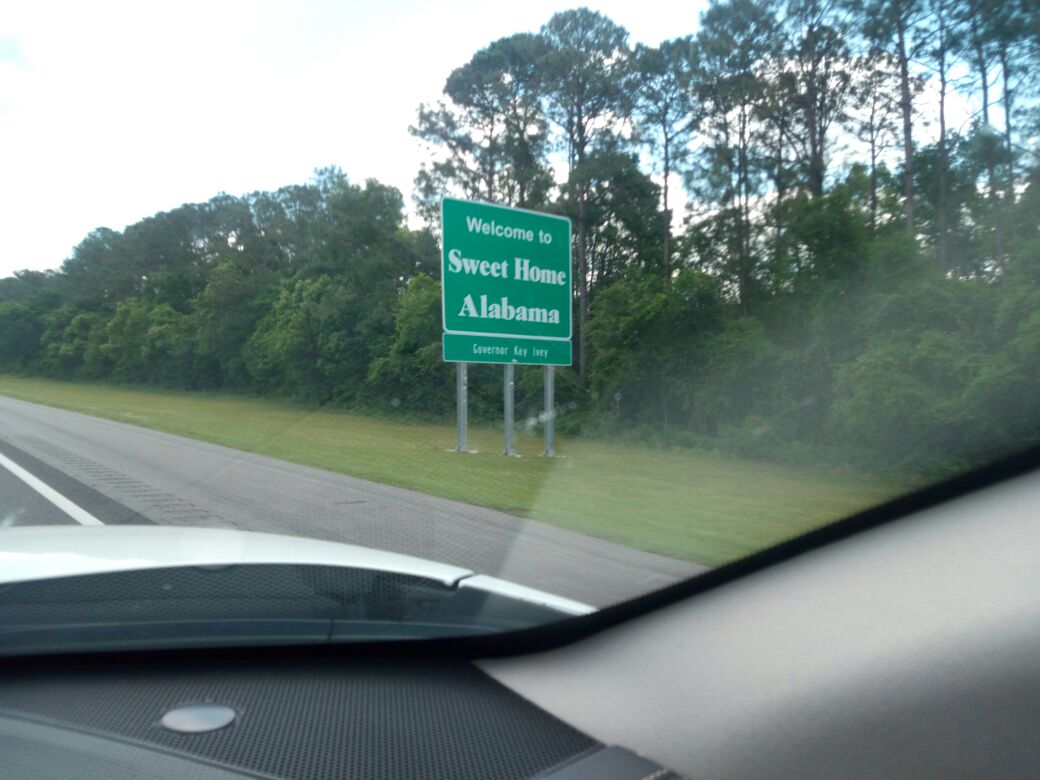 Welcome to
Sweet Home
Alabama
Governor Kay Ivey